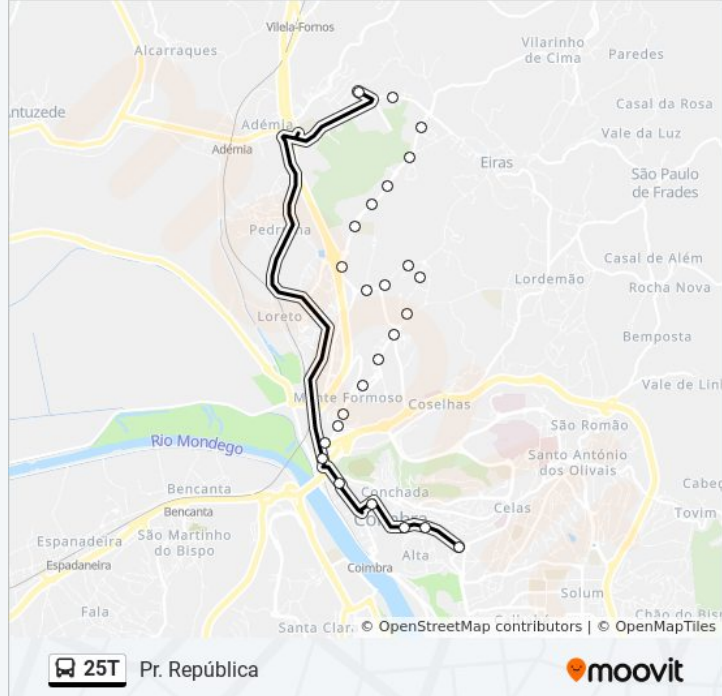 Vilela-Fornos
Alcarraques
Vilarinho
de Cima
Paredes
Antuzede
Casal da Rosa
Adémia
Vale da Luz
Adémia
Eiras
São Paulo
de Frades
Casal de Além
Lordemão
Rocha Nova
Loreto
Bemposta
Vale de Lin
Monte Formoso
Coselhas
São Romão
Rio Mondego
Santo António
dos Olivais
Bencanta
Conchada
Cabeç
Celas
Tovim
Bencanta
Coimbra
Espanadeira
São Martinho
do Bispo
Alta
Espadaneira
Coimbra
Solum
Fala
Chão do Bisp
Santa Clar
© OpenStreetMap contributors | © OpenMapTiles
25T Pr. República
moovit